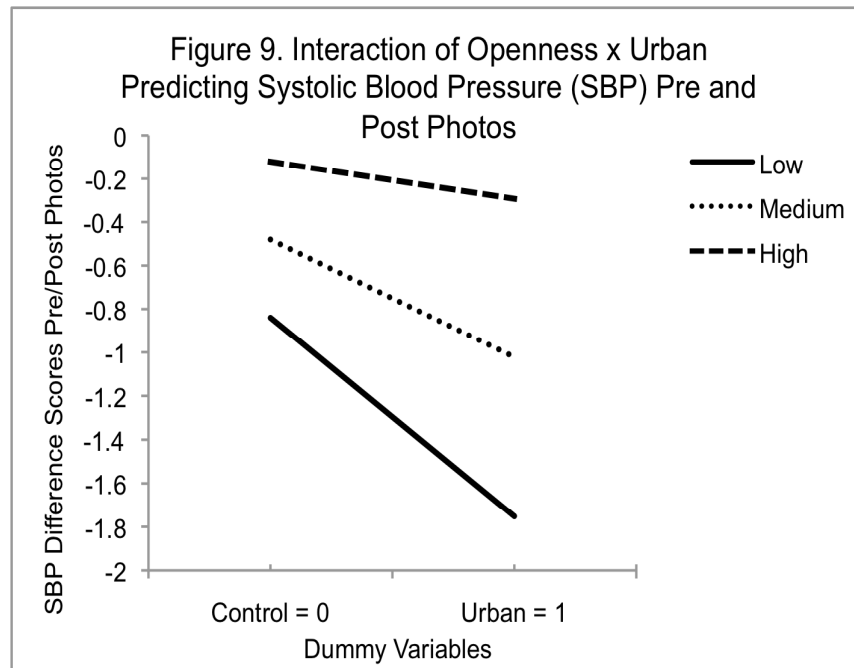 Figure 9. Interaction of Openness x Urban
Predicting Systolic Blood Pressure (SBP) Pre and
Post Photos
SBP Difference Scores Pre/Post Photos
0
-0.2
-0.4
-0.6
-0.8
-1
-1.2
-1.4
-1.6
-1.8
-2
Low
Medium
High
Control = 0
Urban = 1
Dummy Variables